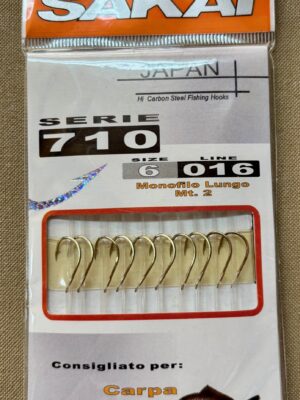 SAKAI
JAPAN
Hi Carbon Steel Fishing Hooks
SERIE
710
SIZE LINE
6 016
Monofilo Lungo
Mt. 2
Consigliato per:
Carpa